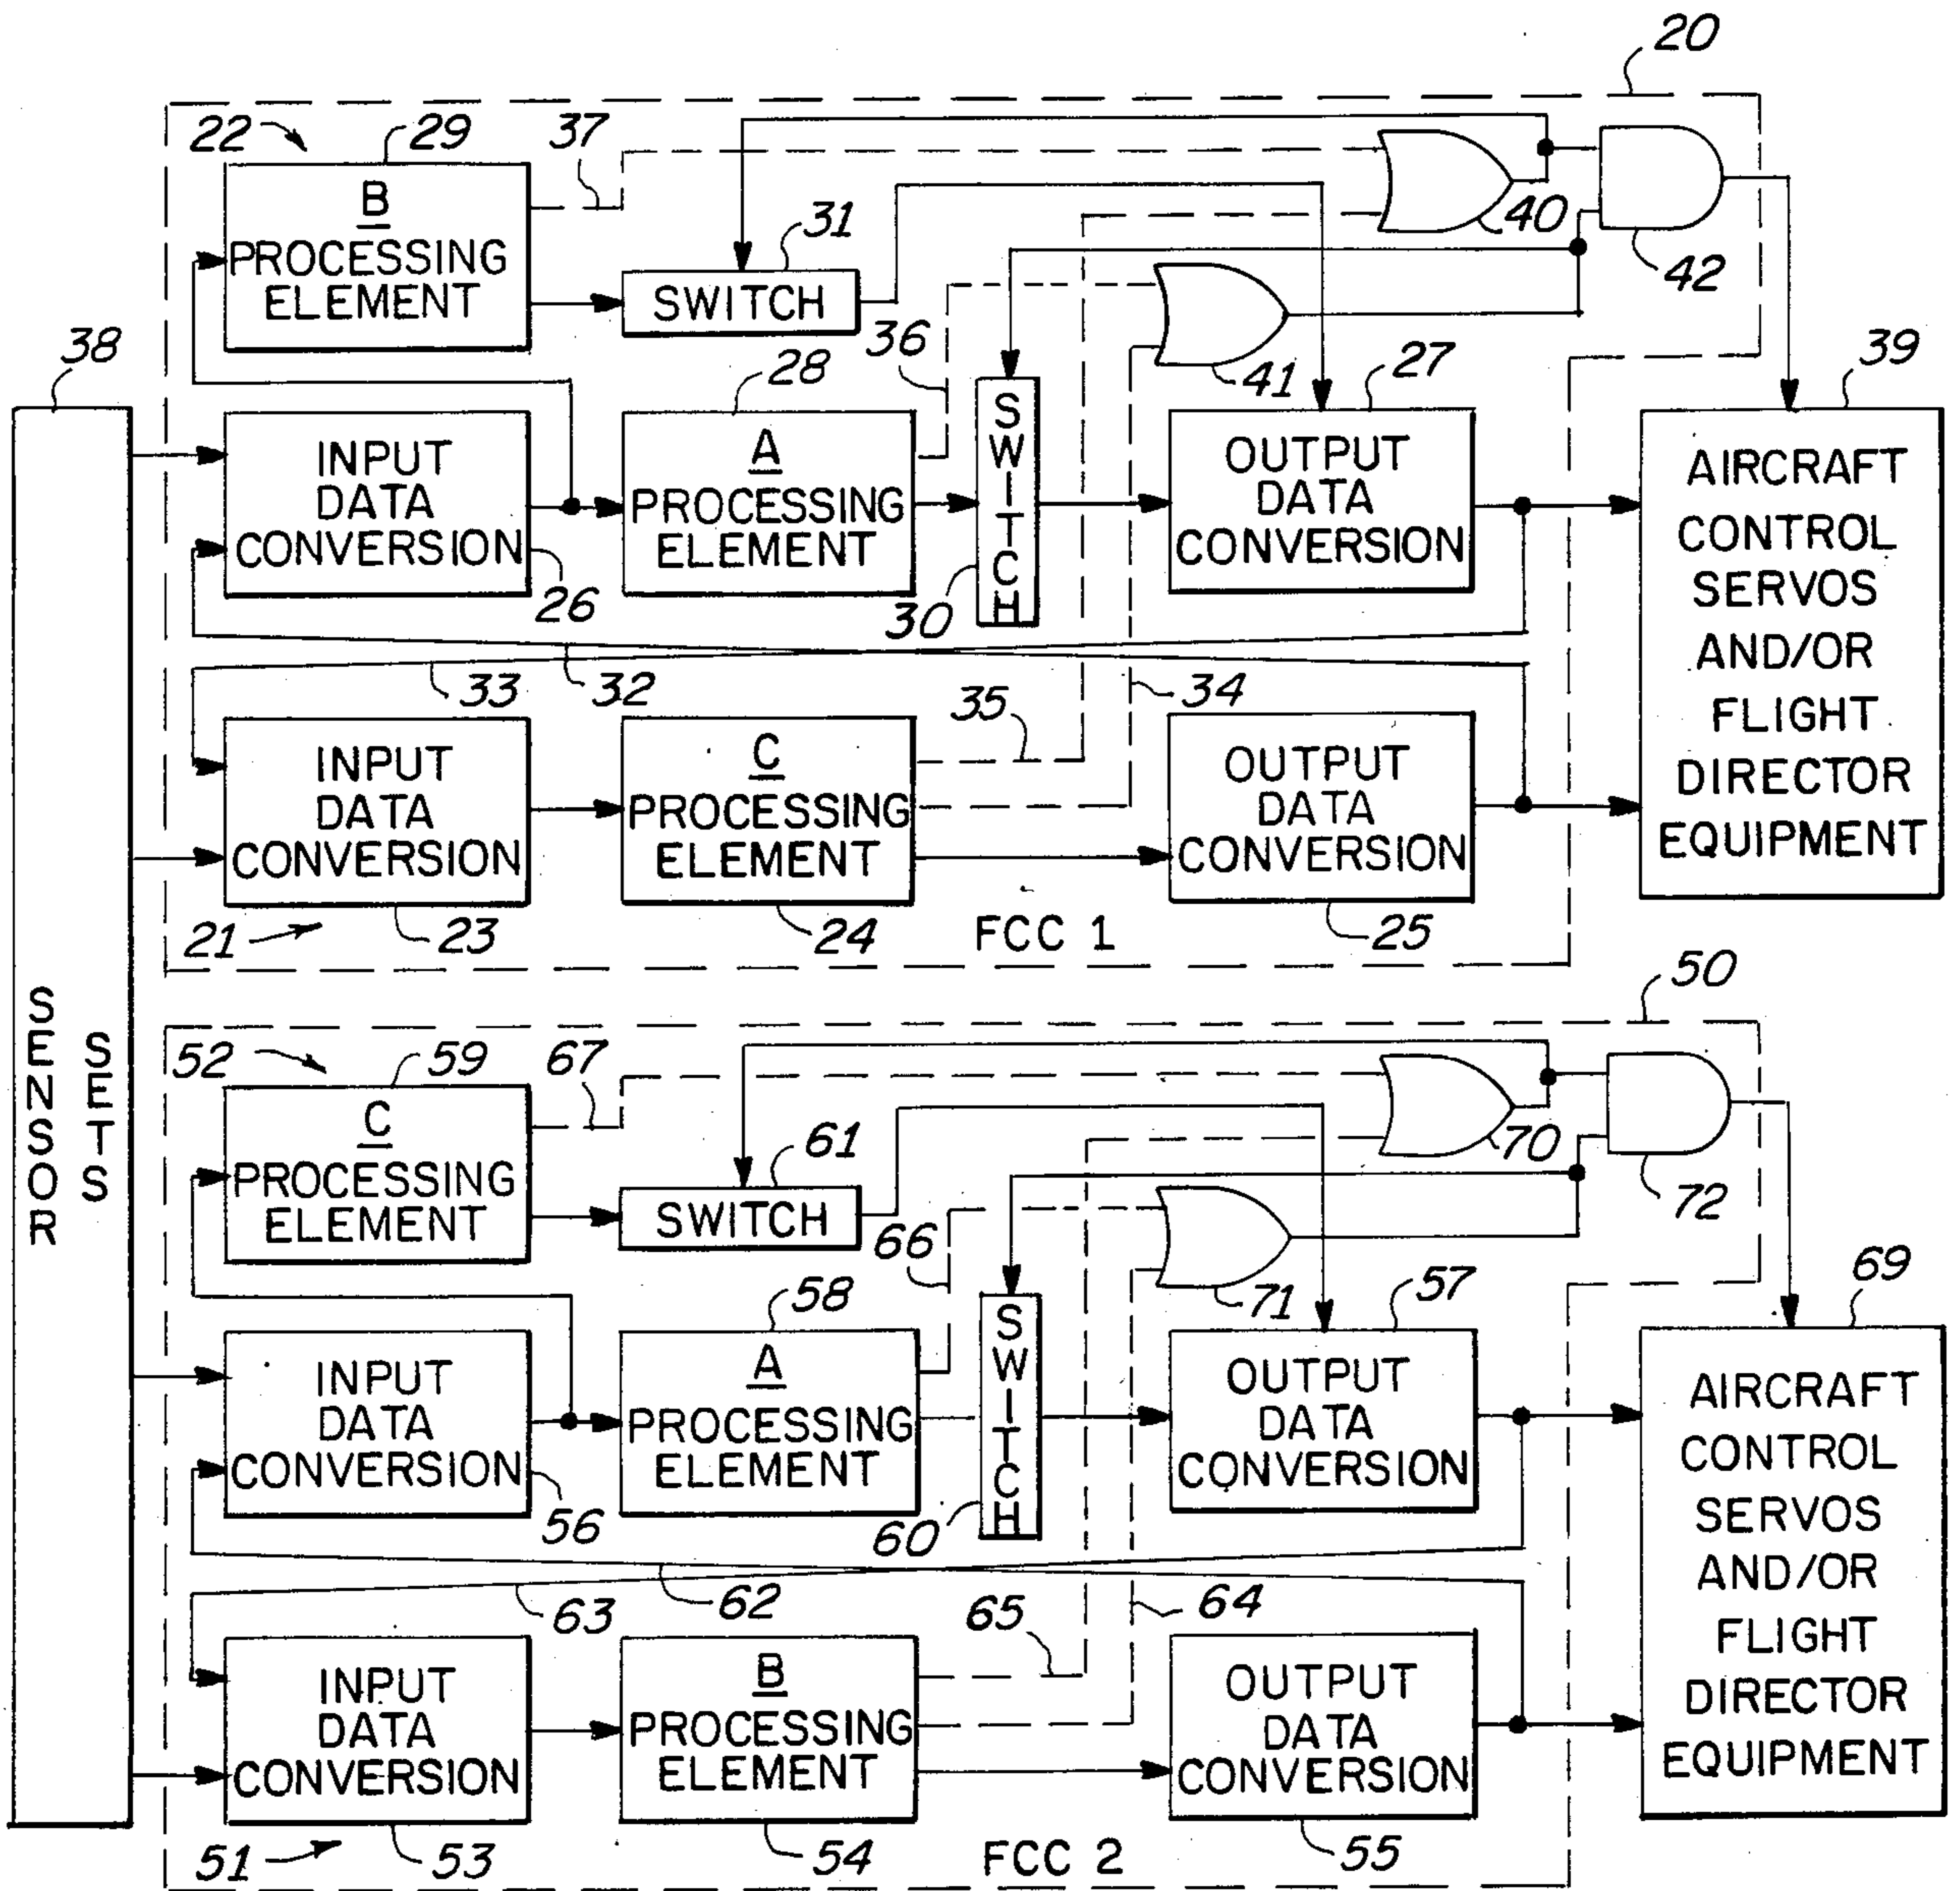 20
22
29
37
B
PROCESSING
ELEMENT
31
SWITCH
40
42
36
41
38
28
27
39
INPUT
DATA
CONVERSION
26
A
PROCESSING
ELEMENT
SWITCH
30
OUTPUT
DATA
CONVERSION
AIRCRAFT
CONTROL
SERVOS
AND/OR
FLIGHT
DIRECTOR
EQUIPMENT
33
32
35
34
INPUT
DATA
CONVERSION
C
PROCESSING
ELEMENT
OUTPUT
DATA
CONVERSION
21
23
24
FCC 1
25
SENSOR
SETS
50
52
59
67
C
PROCESSING
ELEMENT
61
SWITCH
70
72
66
71
58
57
69
INPUT
DATA
CONVERSION
56
A
PROCESSING
ELEMENT
SWITCH
60
OUTPUT
DATA
CONVERSION
AIRCRAFT
CONTROL
SERVOS
AND/OR
FLIGHT
DIRECTOR
EQUIPMENT
63
62
65
64
INPUT
DATA
CONVERSION
B
PROCESSING
ELEMENT
OUTPUT
DATA
CONVERSION
51
53
54
FCC 2
55